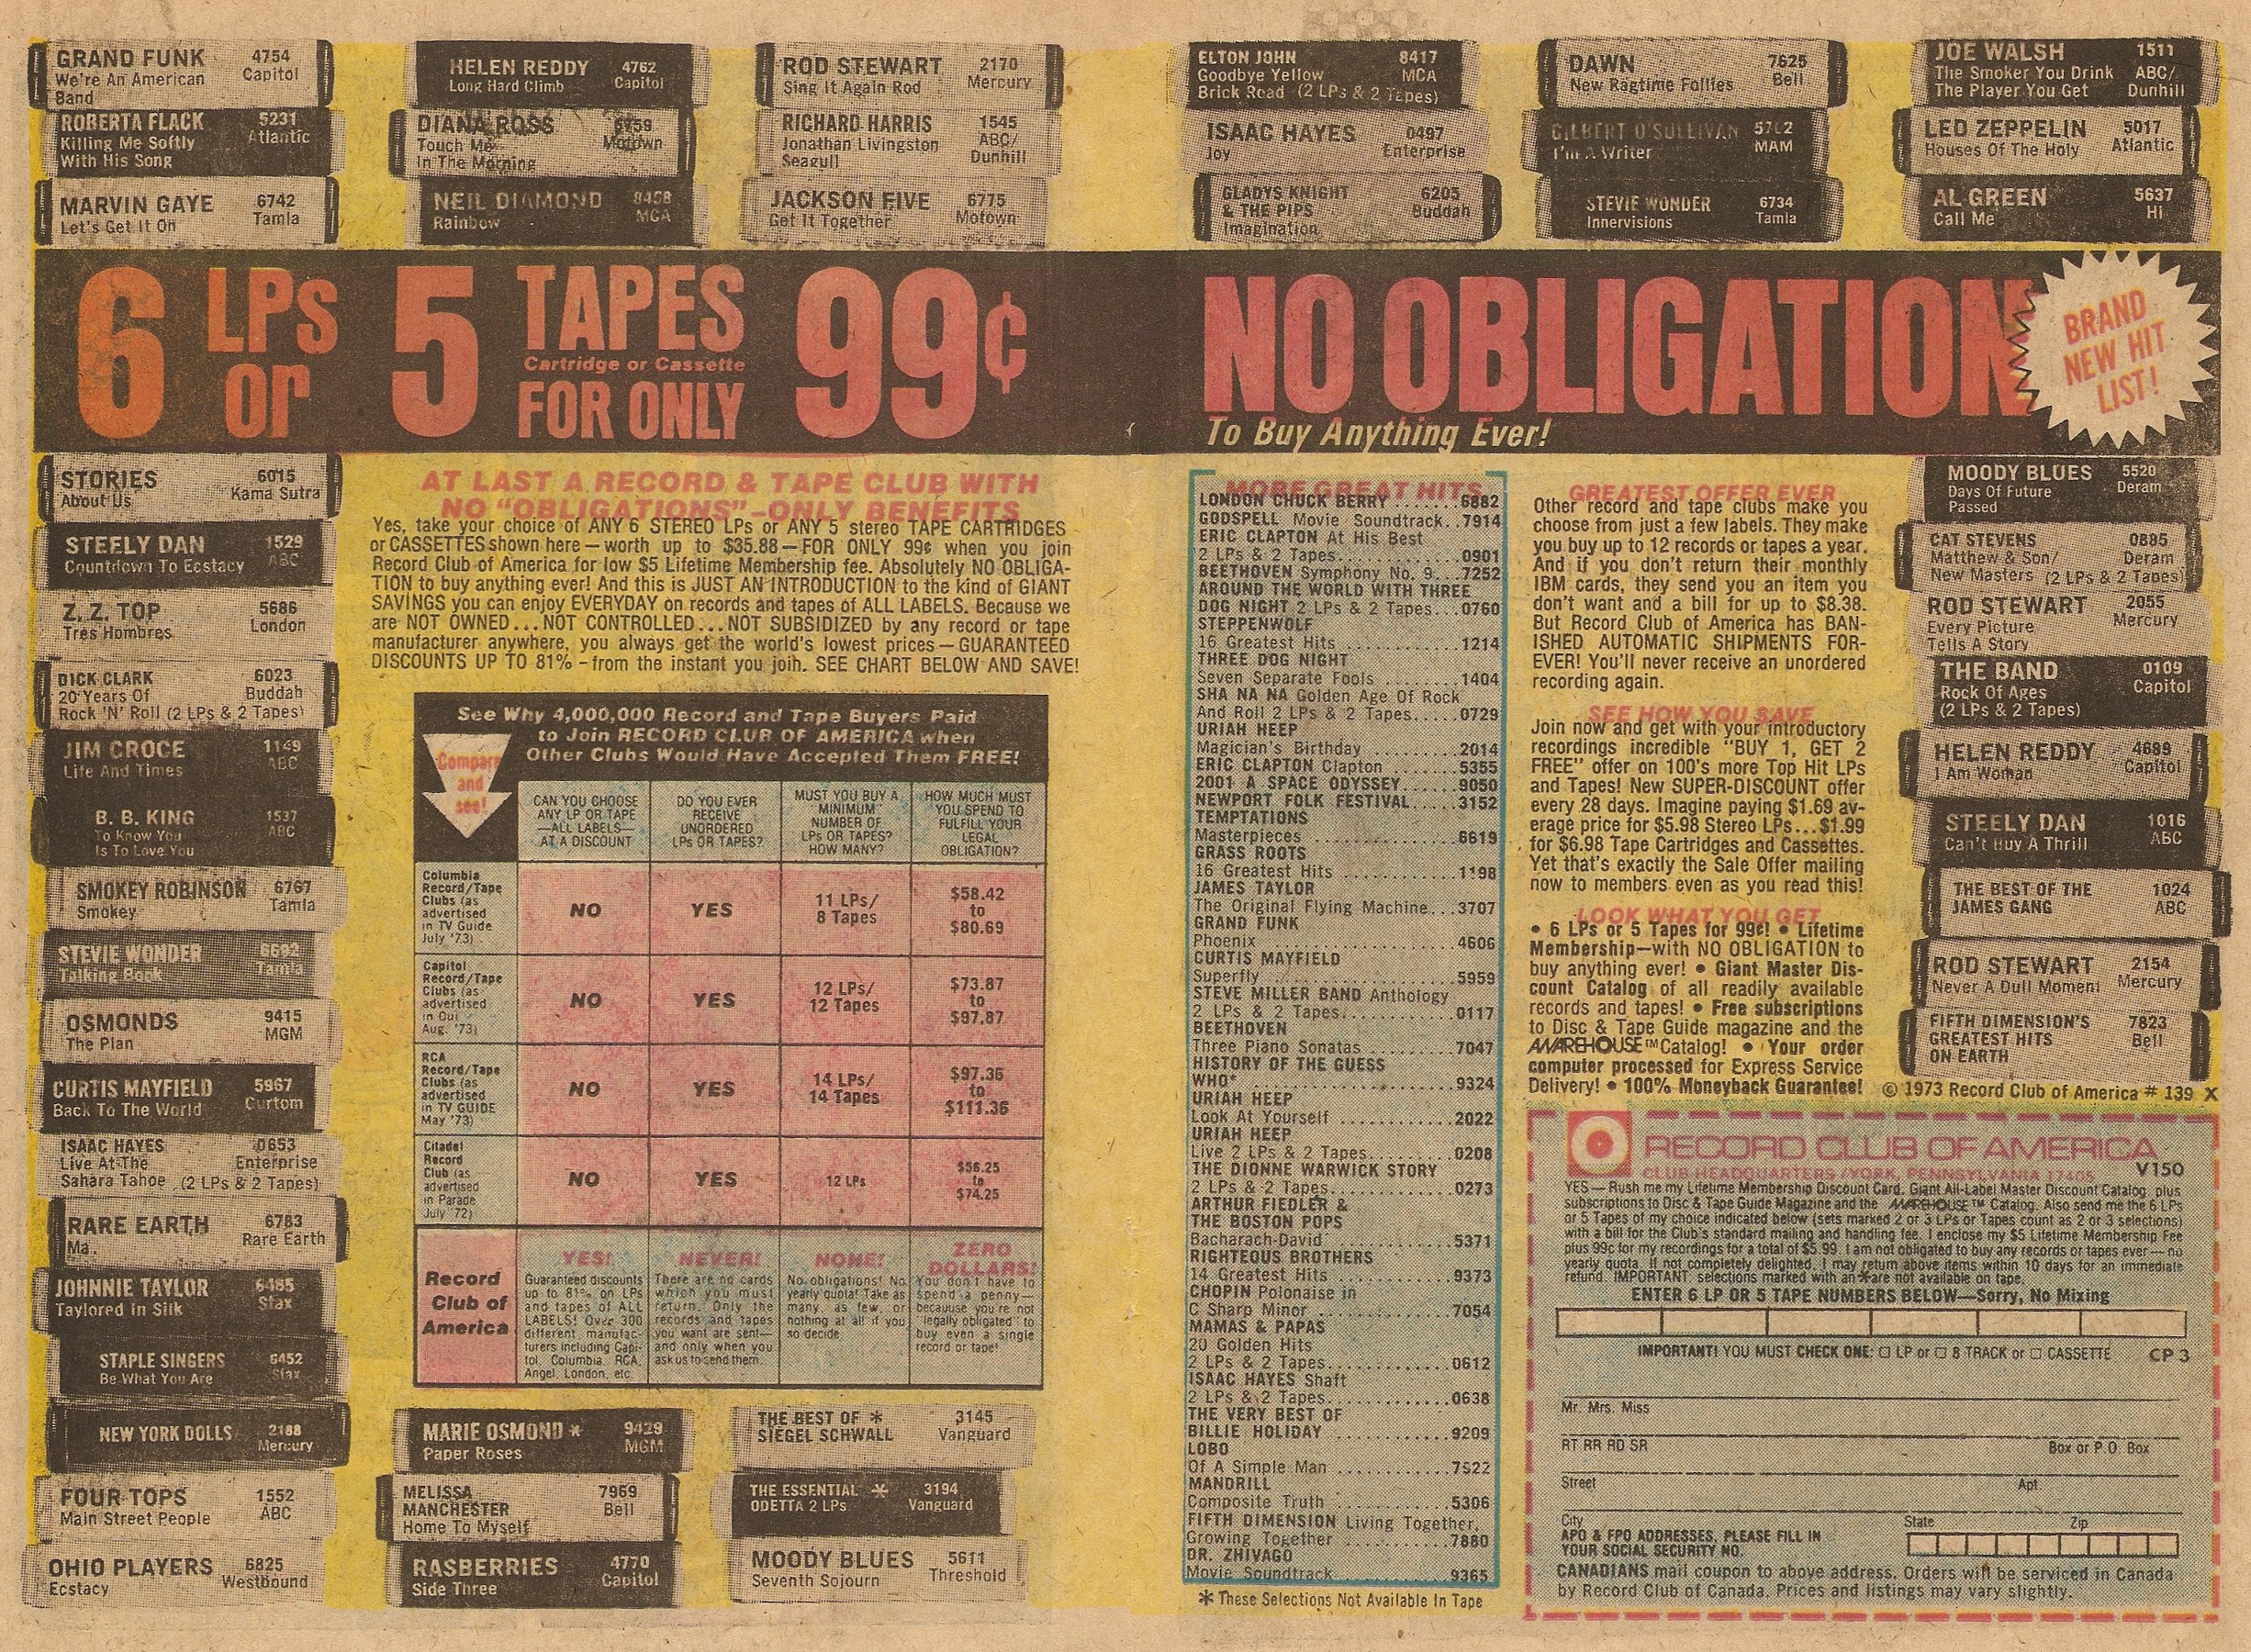 GRAND FUNK 4754
We're An American Capitol
Band
ROBERTA FLACK 5231
Killing Me Softly Atlantic
With His Song
MARVIN GAYE 6742
Let's Get It On Tamla
HELEN REDDY 4762
Long Hard Climb Capitol
DIANA ROSS
Touch Me Motown
In The Morning
NEIL DIAMOND
Rainbow MCA
ROD STEWART 2170
Sing It Again Rod Mercury
RICHARD HARRIS 1545
Jonathan Livingston ABC/
Seagull Dunhill
JACKSON FIVE 6775
Get It Together Motown
ELTON JOHN 8417
Goodbye Yellow MCA
Brick Road (2 LPs & 2 Tapes)
ISAAC HAYES 0497
Joy Enterprise
GLADYS KNIGHT 6205
& THE PIPS Buddah
Imagination
DAWN 7625
New Ragtime Follies Bell
GILBERT O'SULLIVAN
I'm A Writer MAM
STEVIE WONDER 6734
Innervisions Tamla
JOE WALSH 1511
The Smoker You Drink ABC/
The Player You Get Dunhill
LED ZEPPELIN 5017
Houses Of The Holy Atlantic
AL GREEN 5637
Call Me Hi
6 LPs or 5 TAPES FOR ONLY 99¢
Cartridge or Cassette
NO OBLIGATION
To Buy Anything Ever!
BRAND
NEW HIT
LIST!
STORIES 6015
About Us Kama Sutra
STEELY DAN 1529
Countdown To Ecstacy ABC
Z. Z. TOP 5686
Tres Hombres London
DICK CLARK 6023
20 Years Of Buddah
Rock 'N' Roll (2 LPs & 2 Tapes)
JIM CROCE 1149
Life And Times ABC
B. B. KING 1537
To Know You ABC
Is To Love You
SMOKEY ROBINSON 6767
Smokey Tamla
STEVIE WONDER
Talking Book Tamla
OSMONDS 9415
The Plan MGM
CURTIS MAYFIELD 5967
Back To The World Curtom
ISAAC HAYES 0653
Live At The Enterprise
Sahara Tahoe (2 LPs & 2 Tapes)
RARE EARTH 6783
Ma. Rare Earth
JOHNNIE TAYLOR 6485
Taylored In Silk Stax
STAPLE SINGERS 6452
Be What You Are Stax
NEW YORK DOLLS 2188
Mercury
FOUR TOPS 1552
Main Street People ABC
OHIO PLAYERS 6825
Ecstacy Westbound
AT LAST A RECORD & TAPE CLUB WITH
NO "OBLIGATIONS"-ONLY BENEFITS
Yes, take your choice of ANY 6 STEREO LPs or ANY 5 stereo TAPE CARTRIDGES
or CASSETTES shown here—worth up to $35.88—FOR ONLY 99¢ when you join
Record Club of America for low $5 Lifetime Membership fee. Absolutely NO OBLIGA-
TION to buy anything ever! And this is JUST AN INTRODUCTION to the kind of GIANT
SAVINGS you can enjoy EVERYDAY on records and tapes of ALL LABELS. Because we
are NOT OWNED...NOT CONTROLLED...NOT SUBSIDIZED by any record or tape
manufacturer anywhere, you always get the world's lowest prices—GUARANTEED
DISCOUNTS UP TO 81% - from the instant you join. SEE CHART BELOW AND SAVE!
See Why 4,000,000 Record and Tape Buyers Paid
to Join RECORD CLUB OF AMERICA when
Other Clubs Would Have Accepted Them FREE!
Compare
and
see!
CAN YOU CHOOSE
ANY LP OR TAPE
—ALL LABELS—
AT A DISCOUNT
DO YOU EVER
RECEIVE
UNORDERED
LPs OR TAPES?
MUST YOU BUY A
MINIMUM
NUMBER OF
LPs OR TAPES?
HOW MANY?
HOW MUCH MUST
YOU SPEND TO
FULFILL YOUR
LEGAL
OBLIGATION?
Columbia
Record/Tape
Clubs (as
advertised
in TV Guide
July '73)
NO
YES
11 LPs/
8 Tapes
$58.42
to
$80.69
Capitol
Record/Tape
Clubs (as
advertised
in Oui
Aug. '73)
NO
YES
12 LPs/
12 Tapes
$73.87
to
$97.87
RCA
Record/Tape
Clubs (as
advertised
in TV GUIDE
May '73)
NO
YES
14 LPs/
14 Tapes
$97.36
to
$111.36
Citadel
Record
Club (as
advertised
in Parade
July '72)
NO
YES
12 LPs
$56.25
to
$74.25
Record
Club of
America
YES!
Guaranteed discounts
up to 81% on LPs
and tapes of ALL
LABELS! Over 300
different manufac-
turers including Capi-
tol, Columbia, RCA,
Angel, London, etc.
NEVER!
There are no cards
which you must
return. Only the
records and tapes
you want are sent—
and only when you
ask us to send them.
NONE!
No obligations! No
yearly quota! Take as
many, as few, or
nothing at all if you
so decide.
ZERO
DOLLARS!
You don't have to
spend a penny—
becauue you're not
"legally obligated" to
buy even a single
record or tape!
MARIE OSMOND * 9429
Paper Roses MGM
MELISSA 7969
MANCHESTER Bell
Home To Myself
RASBERRIES 4770
Side Three Capitol
THE BEST OF * 3145
SIEGEL SCHWALL Vanguard
THE ESSENTIAL * 3194
ODETTA 2 LPs Vanguard
MOODY BLUES 5611
Seventh Sojourn Threshold
MORE GREAT HITS
LONDON CHUCK BERRY .......6882
GODSPELL Movie Soundtrack..7914
ERIC CLAPTON At His Best
2 LPs & 2 Tapes............0901
BEETHOVEN Symphony No. 9...7252
AROUND THE WORLD WITH THREE
DOG NIGHT 2 LPs & 2 Tapes...0760
STEPPENWOLF
16 Greatest Hits ............1214
THREE DOG NIGHT
Seven Separate Fools ........1404
SHA NA NA Golden Age Of Rock
And Roll 2 LPs & 2 Tapes.....0729
URIAH HEEP
Magician's Birthday .........2014
ERIC CLAPTON Clapton .......5355
2001 A SPACE ODYSSEY.......9050
NEWPORT FOLK FESTIVAL.....3152
TEMPTATIONS
Masterpieces ...............6619
GRASS ROOTS
16 Greatest Hits ............1198
JAMES TAYLOR
The Original Flying Machine...3707
GRAND FUNK
Phoenix ....................4606
CURTIS MAYFIELD
Superfly....................5959
STEVE MILLER BAND Anthology
2 LPs & 2 Tapes.............0117
BEETHOVEN
Three Piano Sonatas .........7047
HISTORY OF THE GUESS
WHO* ......................9324
URIAH HEEP
Look At Yourself ............2022
URIAH HEEP
Live 2 LPs & 2 Tapes.........0208
THE DIONNE WARWICK STORY
2 LPs & 2 Tapes.............0273
ARTHUR FIEDLER &
THE BOSTON POPS
Bacharach-David.............5371
RIGHTEOUS BROTHERS
14 Greatest Hits ............9373
CHOPIN Polonaise in
C Sharp Minor ..............7054
MAMAS & PAPAS
20 Golden Hits
2 LPs & 2 Tapes.............0612
ISAAC HAYES Shaft
2 LPs & 2 Tapes.............0638
THE VERY BEST OF
BILLIE HOLIDAY .............9209
LOBO
Of A Simple Man ............7522
MANDRILL
Composite Truth ............5306
FIFTH DIMENSION Living Together,
Growing Together ...........7880
DR. ZHIVAGO
Movie Soundtrack...........9365
* These Selections Not Available In Tape
GREATEST OFFER EVER
Other record and tape clubs make you
choose from just a few labels. They make
you buy up to 12 records or tapes a year.
And if you don't return their monthly
IBM cards, they send you an item you
don't want and a bill for up to $8.38.
But Record Club of America has BAN-
ISHED AUTOMATIC SHIPMENTS FOR-
EVER! You'll never receive an unordered
recording again.
SEE HOW YOU SAVE
Join now and get with your introductory
recordings incredible "BUY 1, GET 2
FREE" offer on 100's more Top Hit LPs
and Tapes! New SUPER-DISCOUNT offer
every 28 days. Imagine paying $1.69 av-
erage price for $5.98 Stereo LPs...$1.99
for $6.98 Tape Cartridges and Cassettes.
Yet that's exactly the Sale Offer mailing
now to members even as you read this!
LOOK WHAT YOU GET
• 6 LPs or 5 Tapes for 99¢! • Lifetime
Membership—with NO OBLIGATION to
buy anything ever! • Giant Master Dis-
count Catalog of all readily available
records and tapes! • Free subscriptions
to Disc & Tape Guide magazine and the
AWAREHOUSE™ Catalog! • Your order
computer processed for Express Service
Delivery! • 100% Moneyback Guarantee!
MOODY BLUES 5520
Days Of Future Deram
Passed
CAT STEVENS 0885
Matthew & Son/ Deram
New Masters (2 LPs & 2 Tapes)
ROD STEWART 2055
Every Picture Mercury
Tells A Story
THE BAND 0109
Rock Of Ages Capitol
(2 LPs & 2 Tapes)
HELEN REDDY 4689
I Am Woman Capitol
STEELY DAN 1016
Can't Buy A Thrill ABC
THE BEST OF THE 1024
JAMES GANG ABC
ROD STEWART 2154
Never A Dull Moment Mercury
FIFTH DIMENSION'S 7823
GREATEST HITS Bell
ON EARTH
© 1973 Record Club of America # 139 X
RECORD CLUB OF AMERICA
CLUB HEADQUARTERS / YORK, PENNSYLVANIA 17405 V150
YES—Rush me my Lifetime Membership Discount Card, Giant All-Label Master Discount Catalog, plus
subscriptions to Disc & Tape Guide Magazine and the AWAREHOUSE™ Catalog. Also send me the 6 LPs
or 5 Tapes of my choice indicated below (sets marked 2 or 3 LPs or Tapes count as 2 or 3 selections)
with a bill for the Club's standard mailing and handling fee. I enclose my $5 Lifetime Membership Fee
plus 99c for my recordings for a total of $5.99. I am not obligated to buy any records or tapes ever—no
yearly quota. If not completely delighted, I may return above items within 10 days for an immediate
refund. IMPORTANT: selections marked with an * are not available on tape.
ENTER 6 LP OR 5 TAPE NUMBERS BELOW—Sorry, No Mixing
IMPORTANT! YOU MUST CHECK ONE: □ LP or □ 8 TRACK or □ CASSETTE CP 3
Mr. Mrs. Miss
RT RR RD SR Box or P.O. Box
Street Apt.
City State Zip
APO & FPO ADDRESSES, PLEASE FILL IN
YOUR SOCIAL SECURITY NO.
CANADIANS mail coupon to above address. Orders will be serviced in Canada
by Record Club of Canada. Prices and listings may vary slightly.